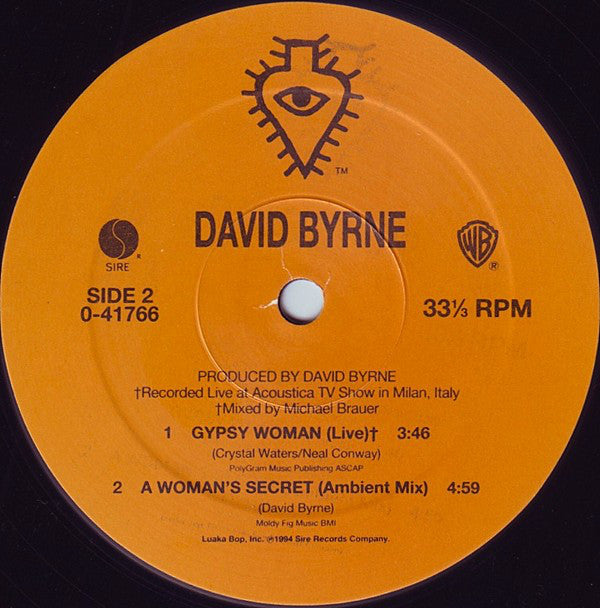 TM
DAVID BYRNE
SIRE R
WB R
SIDE 2
0-41766
33⅓ RPM
PRODUCED BY DAVID BYRNE
†Recorded Live at Acoustica TV Show in Milan, Italy
†Mixed by Michael Brauer
1 GYPSY WOMAN (Live)† 3:46
(Crystal Waters/Neal Conway)
PolyGram Music Publishing ASCAP
2 A WOMAN'S SECRET (Ambient Mix) 4:59
(David Byrne)
Moldy Fig Music BMI
Luaka Bop, Inc. ℗1994 Sire Records Company.